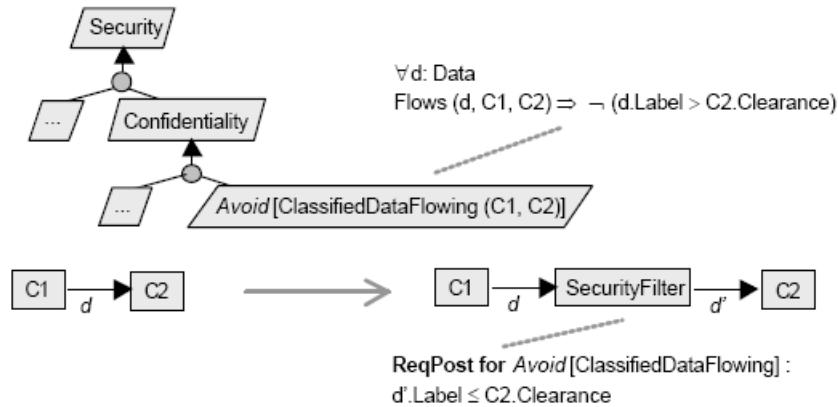 Security
∀d: Data
Flows (d, C1, C2) ⇒ ¬ (d.Label > C2.Clearance)
...
Confidentiality
...
Avoid [ClassifiedDataFlowing (C1, C2)]
C1
d
C2
C1
d
SecurityFilter
d'
C2
ReqPost for Avoid [ClassifiedDataFlowing] :
d'.Label ≤ C2.Clearance